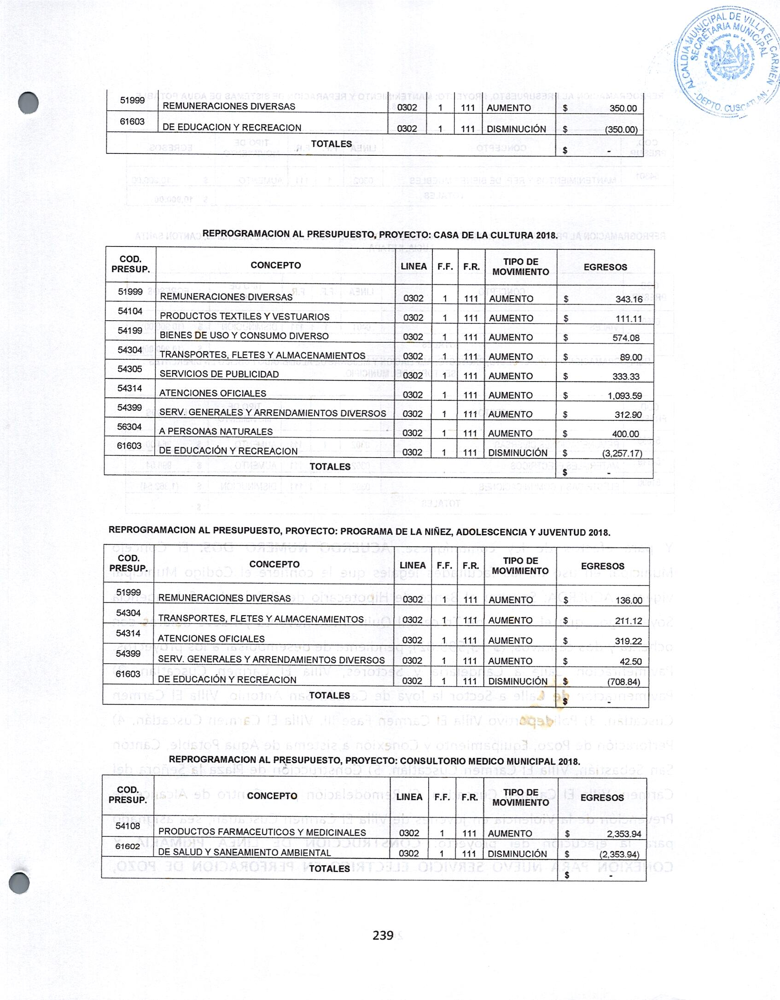 ALCALDIA MUNICIPAL DE VILLA EL CARMEN
SECRETARIA MUNICIPAL
- DEPTO. CUSCATLAN -
51999 REMUNERACIONES DIVERSAS 0302 1 111 AUMENTO $ 350.00
61603 DE EDUCACION Y RECREACION 0302 1 111 DISMINUCIÓN $ (350.00)
TOTALES $ -
REPROGRAMACION AL PRESUPUESTO, PROYECTO: CASA DE LA CULTURA 2018.
COD. PRESUP. CONCEPTO LINEA F.F. F.R. TIPO DE MOVIMIENTO EGRESOS
51999 REMUNERACIONES DIVERSAS 0302 1 111 AUMENTO $ 343.16
54104 PRODUCTOS TEXTILES Y VESTUARIOS 0302 1 111 AUMENTO $ 111.11
54199 BIENES DE USO Y CONSUMO DIVERSO 0302 1 111 AUMENTO $ 574.08
54304 TRANSPORTES, FLETES Y ALMACENAMIENTOS 0302 1 111 AUMENTO $ 89.00
54305 SERVICIOS DE PUBLICIDAD 0302 1 111 AUMENTO $ 333.33
54314 ATENCIONES OFICIALES 0302 1 111 AUMENTO $ 1,093.59
54399 SERV. GENERALES Y ARRENDAMIENTOS DIVERSOS 0302 1 111 AUMENTO $ 312.90
56304 A PERSONAS NATURALES 0302 1 111 AUMENTO $ 400.00
61603 DE EDUCACIÓN Y RECREACION 0302 1 111 DISMINUCIÓN $ (3,257.17)
TOTALES $ -
REPROGRAMACION AL PRESUPUESTO, PROYECTO: PROGRAMA DE LA NIÑEZ, ADOLESCENCIA Y JUVENTUD 2018.
COD. PRESUP. CONCEPTO LINEA F.F. F.R. TIPO DE MOVIMIENTO EGRESOS
51999 REMUNERACIONES DIVERSAS 0302 1 111 AUMENTO $ 136.00
54304 TRANSPORTES, FLETES Y ALMACENAMIENTOS 0302 1 111 AUMENTO $ 211.12
54314 ATENCIONES OFICIALES 0302 1 111 AUMENTO $ 319.22
54399 SERV. GENERALES Y ARRENDAMIENTOS DIVERSOS 0302 1 111 AUMENTO $ 42.50
61603 DE EDUCACIÓN Y RECREACION 0302 1 111 DISMINUCIÓN $ (708.84)
TOTALES $ -
REPROGRAMACION AL PRESUPUESTO, PROYECTO: CONSULTORIO MEDICO MUNICIPAL 2018.
COD. PRESUP. CONCEPTO LINEA F.F. F.R. TIPO DE MOVIMIENTO EGRESOS
54108 PRODUCTOS FARMACEUTICOS Y MEDICINALES 0302 1 111 AUMENTO $ 2,353.94
61602 DE SALUD Y SANEAMIENTO AMBIENTAL 0302 1 111 DISMINUCIÓN $ (2,353.94)
TOTALES $ -
239